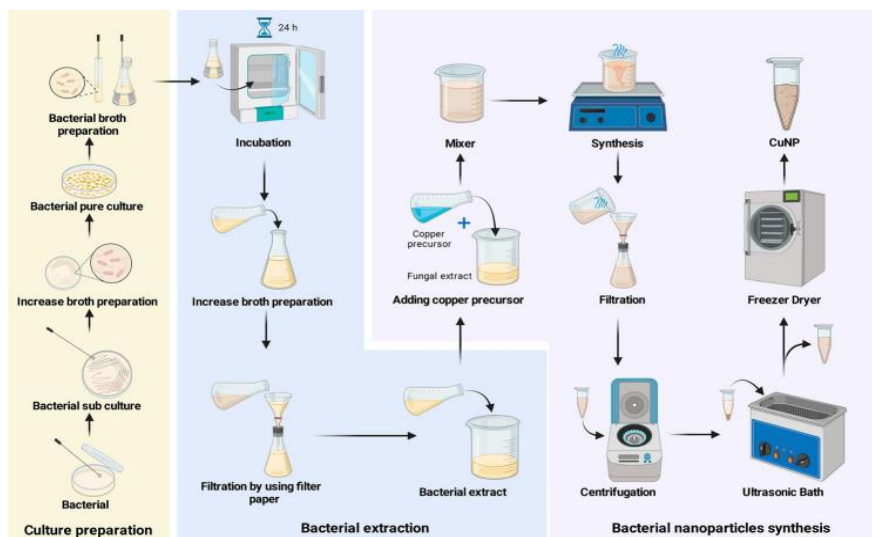 Bacterial
Bacterial sub culture
Increase broth preparation
Bacterial pure culture
Bacterial broth
preparation
Culture preparation
24 h
Incubation
Increase broth preparation
Filtration by using filter
paper
Bacterial extract
Bacterial extraction
Copper
precursor
+
Fungal extract
Adding copper precursor
Mixer
Synthesis
Filtration
Centrifugation
Ultrasonic Bath
Freezer Dryer
CuNP
Bacterial nanoparticles synthesis